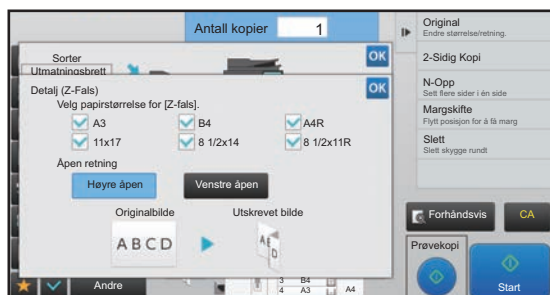 Antall kopier 1
Sorter
Utmatningsbrett
OK
Detalj (Z-Fals)
OK
Velg papirstørrelse for [Z-fals].
A3 B4 A4R
11x17 8 1/2x14 8 1/2x11R
Åpen retning
Høyre åpen Venstre åpen
Originalbilde Utskrevet bilde
A B C D
A E D
Andre
3 B4
4 A3 A4
Original
Endre størrelse/retning.
2-Sidig Kopi
N-Opp
Sett flere sider i én side
Margskifte
Flytt posisjon for å få marg
Slett
Slett skygge rundt
Forhåndsvis CA
Prøvekopi
Start